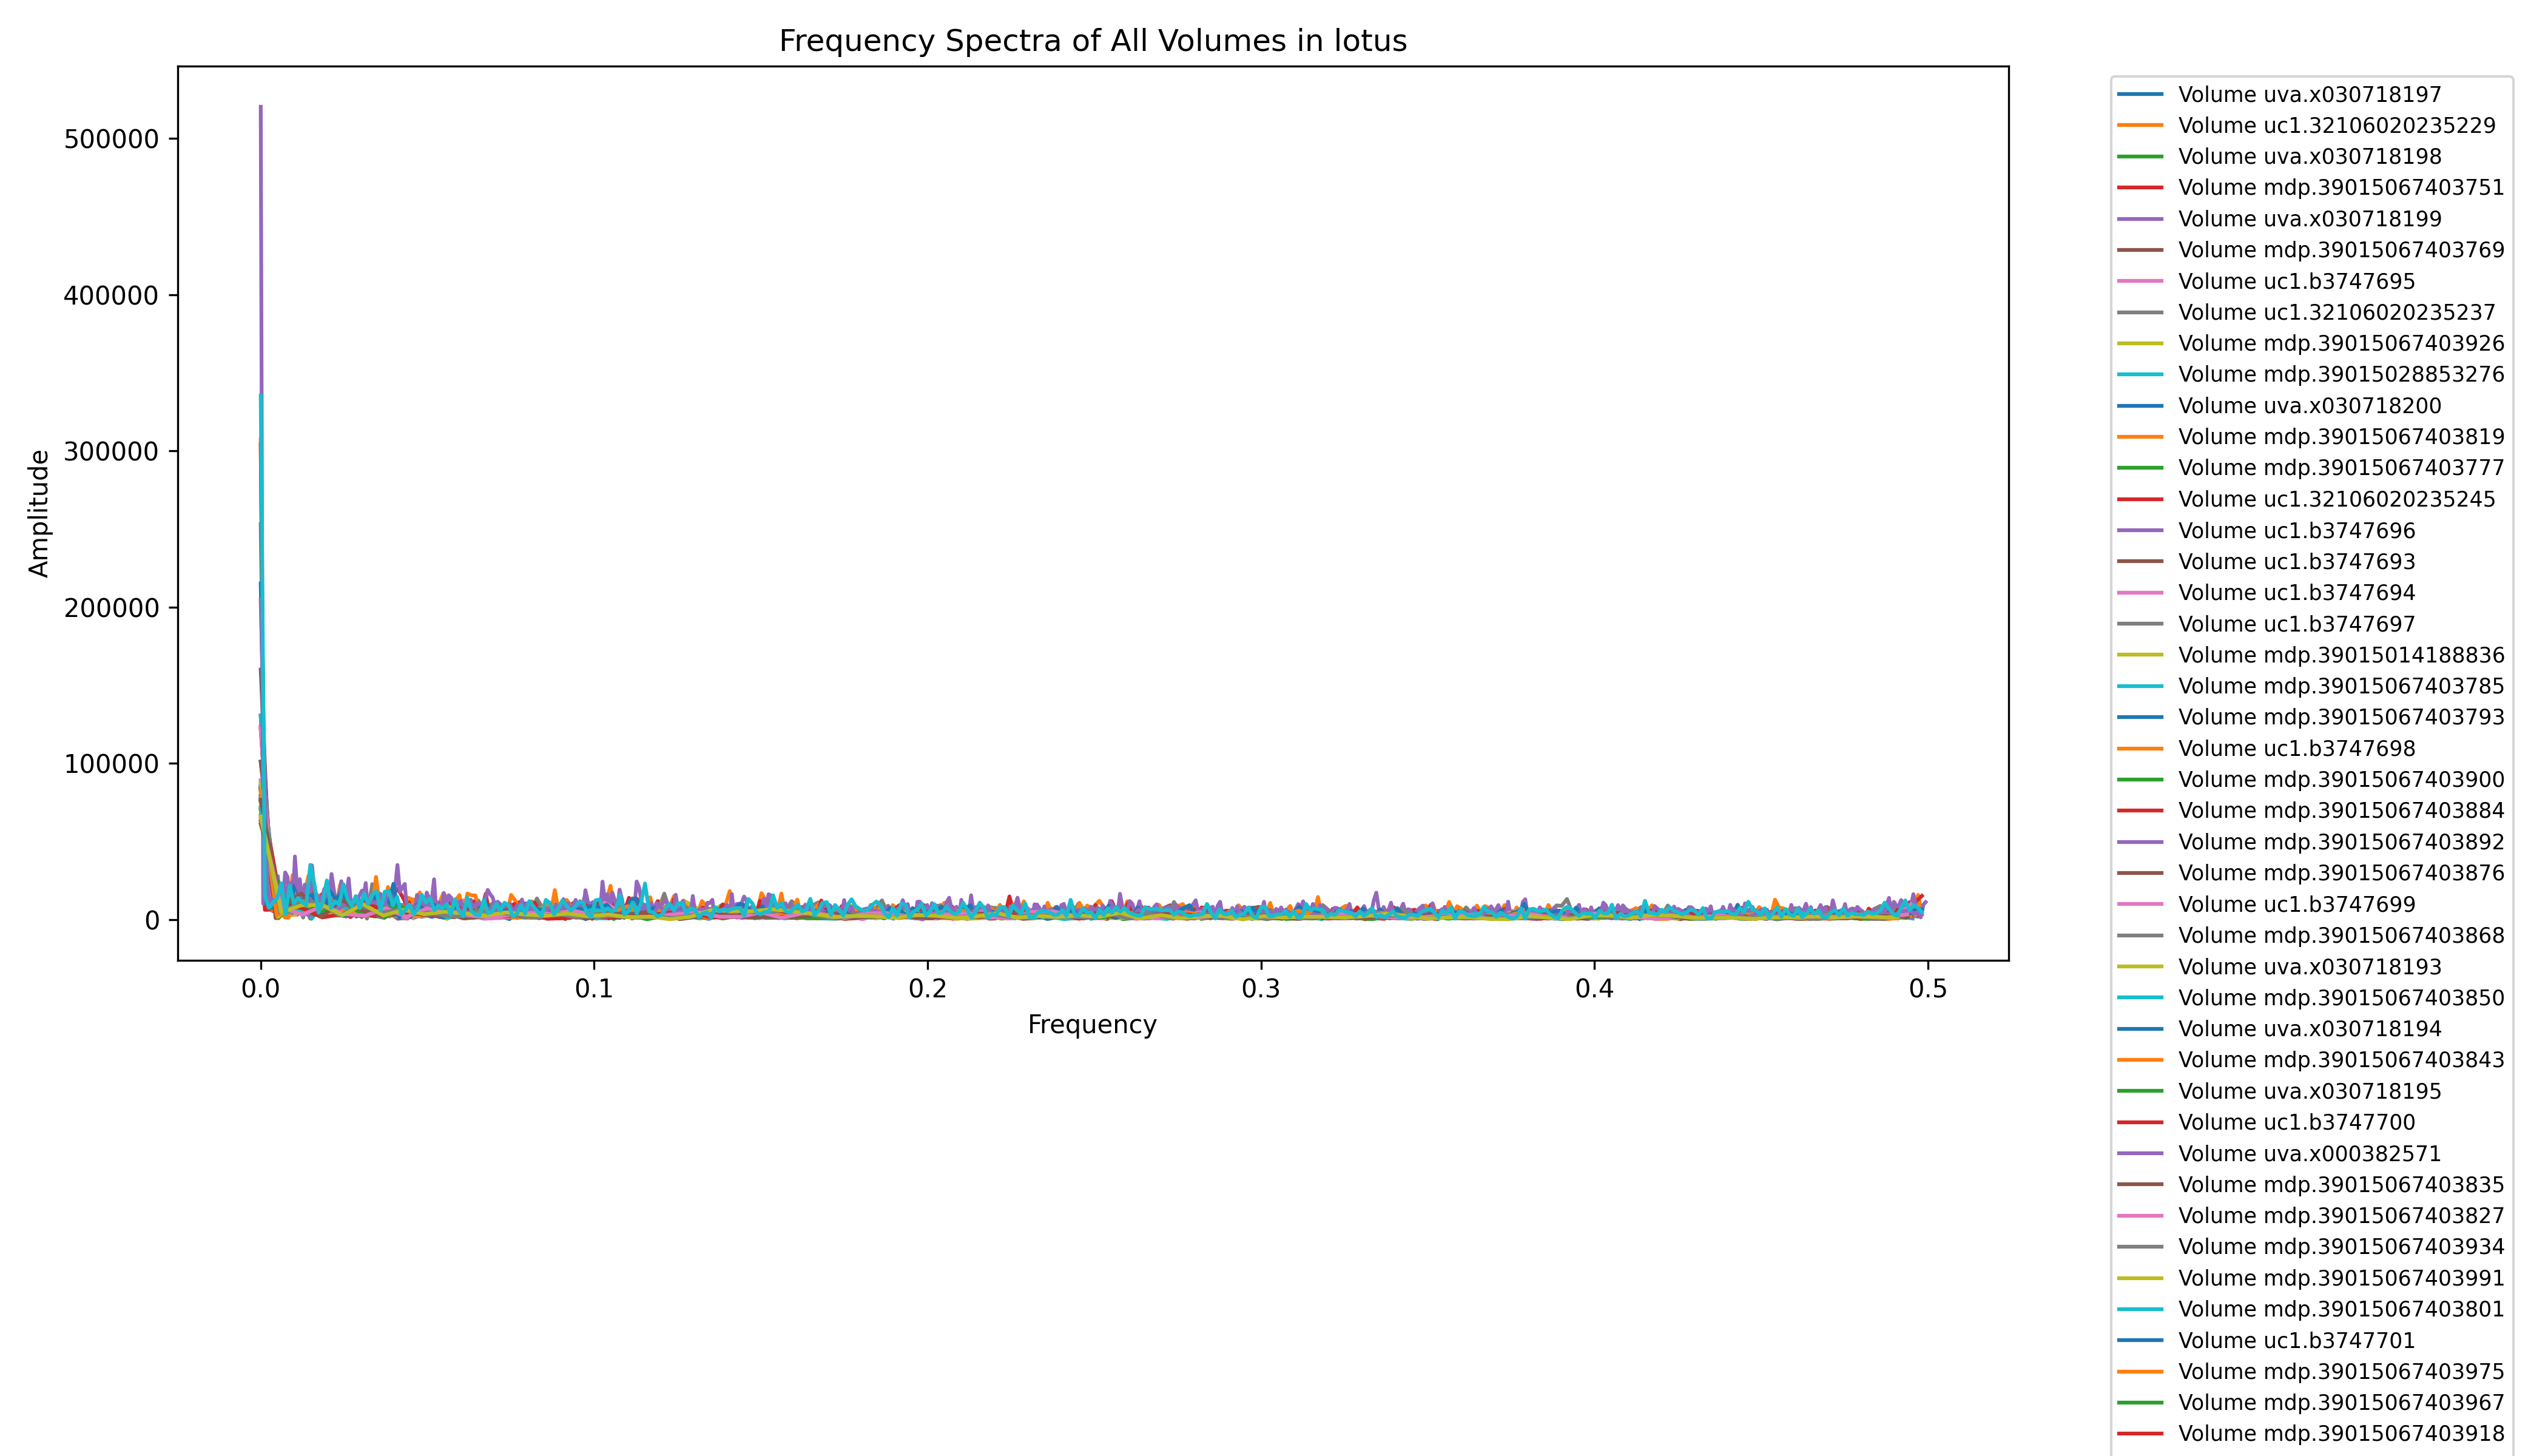 Frequency Spectra of All Volumes in lotus
500000
400000
300000
200000
100000
0
Amplitude
0.0 0.1 0.2 0.3 0.4 0.5
Frequency
Volume uva.x030718197
Volume uc1.32106020235229
Volume uva.x030718198
Volume mdp.39015067403751
Volume uva.x030718199
Volume mdp.39015067403769
Volume uc1.b3747695
Volume uc1.32106020235237
Volume mdp.39015067403926
Volume mdp.39015028853276
Volume uva.x030718200
Volume mdp.39015067403819
Volume mdp.39015067403777
Volume uc1.32106020235245
Volume uc1.b3747696
Volume uc1.b3747693
Volume uc1.b3747694
Volume uc1.b3747697
Volume mdp.39015014188836
Volume mdp.39015067403785
Volume mdp.39015067403793
Volume uc1.b3747698
Volume mdp.39015067403900
Volume mdp.39015067403884
Volume mdp.39015067403892
Volume mdp.39015067403876
Volume uc1.b3747699
Volume mdp.39015067403868
Volume uva.x030718193
Volume mdp.39015067403850
Volume uva.x030718194
Volume mdp.39015067403843
Volume uva.x030718195
Volume uc1.b3747700
Volume uva.x000382571
Volume mdp.39015067403835
Volume mdp.39015067403827
Volume mdp.39015067403934
Volume mdp.39015067403991
Volume mdp.39015067403801
Volume uc1.b3747701
Volume mdp.39015067403975
Volume mdp.39015067403967
Volume mdp.39015067403918